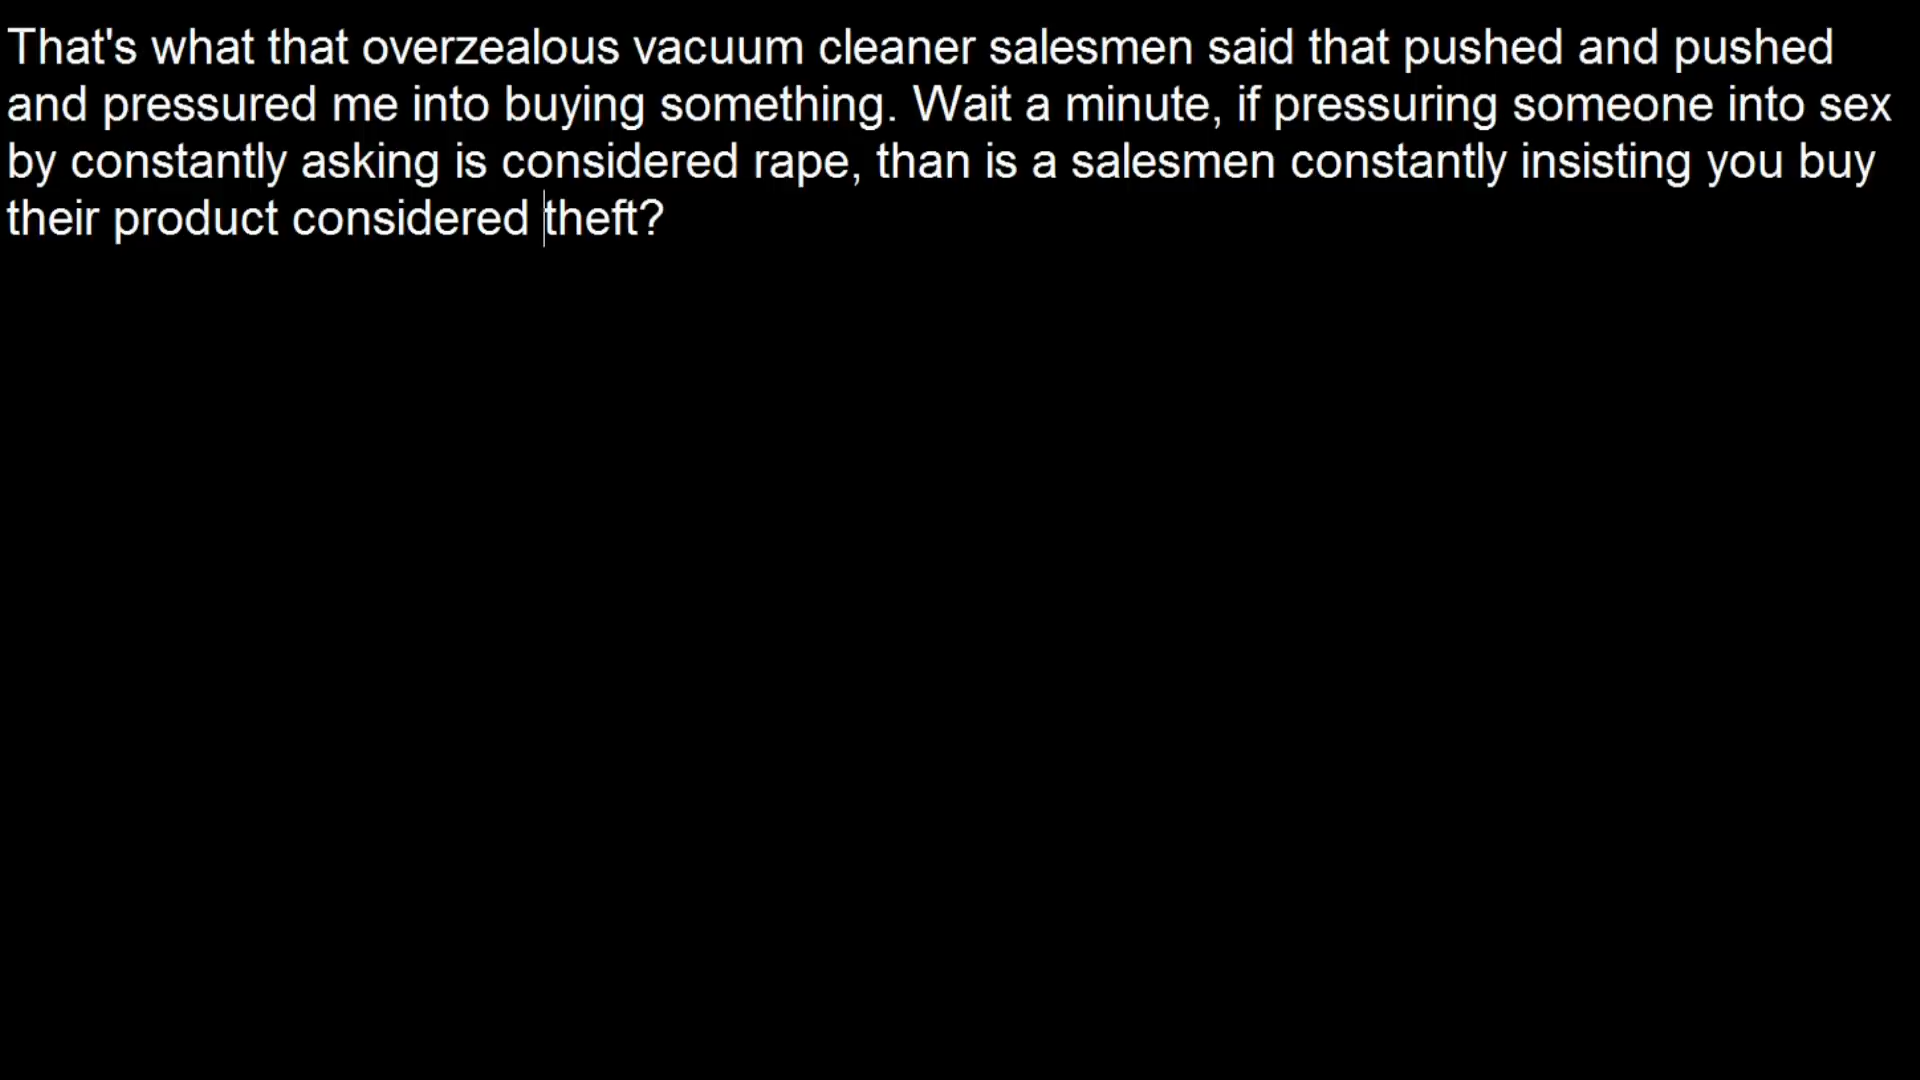 That's what that overzealous vacuum cleaner salesmen said that pushed and pushed
and pressured me into buying something. Wait a minute, if pressuring someone into sex
by constantly asking is considered rape, than is a salesmen constantly insisting you buy
their product considered theft?